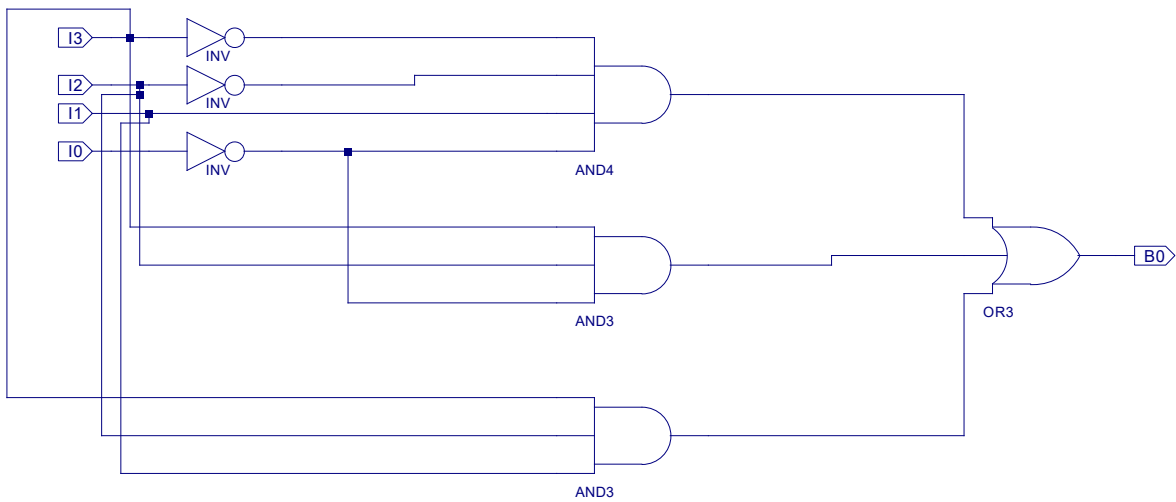 I3
INV
I2
INV
I1
I0
INV
AND4
AND3
B0
OR3
AND3